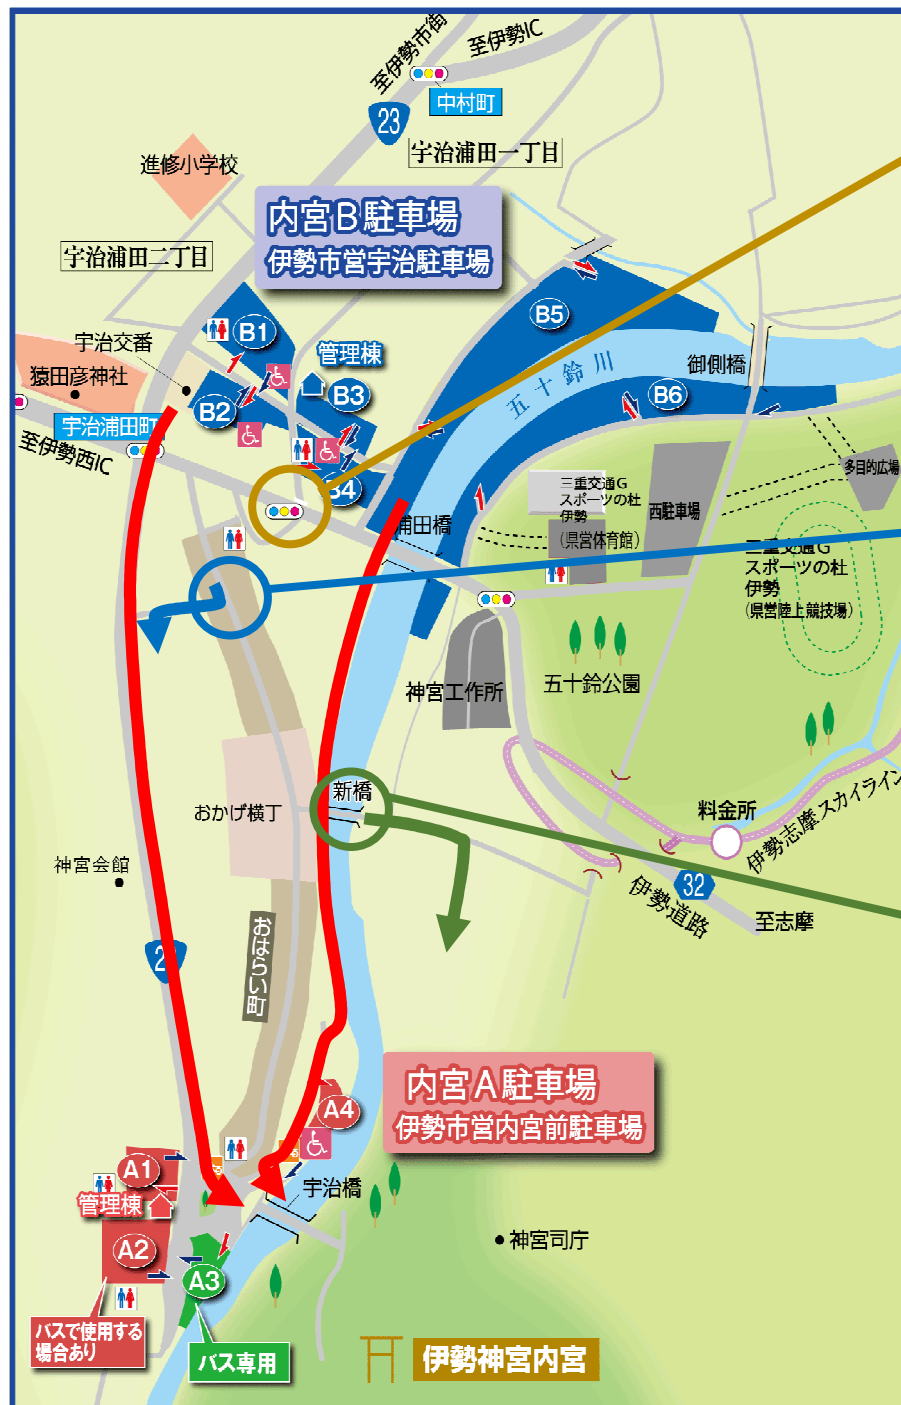 至伊勢市街
至伊勢IC
中村町
23
宇治浦田一丁目
進修小学校
内宮B駐車場
伊勢市営宇治駐車場
宇治浦田二丁目
B1
B5
宇治交番
管理棟
五十鈴川
御側橋
猿田彦神社
B2
B3
B6
宇治浦田町
至伊勢西IC
B4
三重交通G
スポーツの杜
伊勢
(県営体育館)
西駐車場
多目的広場
浦田橋
三重交通G
スポーツの杜
伊勢
(県営陸上競技場)
神宮工作所
五十鈴公園
新橋
おかげ横丁
料金所
伊勢志摩スカイライン
神宮会館
32
伊勢道路
至志摩
おはらい町
2
内宮A駐車場
伊勢市営内宮前駐車場
A4
A1
管理棟
宇治橋
A2
神宮司庁
A3
バスで使用する
場合あり
バス専用
伊勢神宮内宮